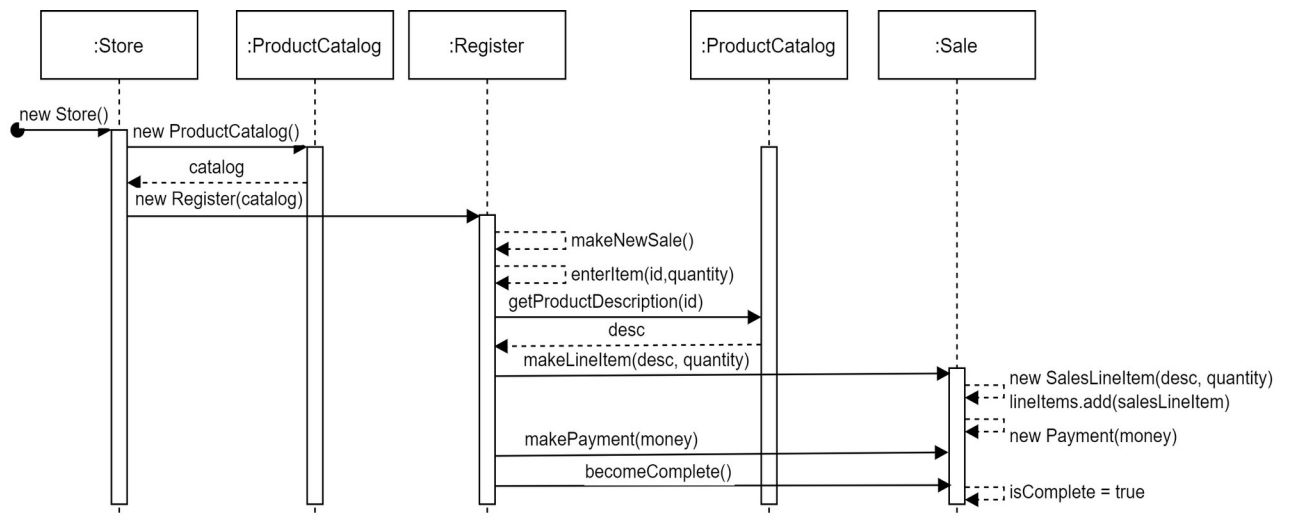 :Store
:ProductCatalog
:Register
:ProductCatalog
:Sale
new Store()
new ProductCatalog()
catalog
new Register(catalog)
makeNewSale()
enterItem(id,quantity)
getProductDescription(id)
desc
makeLineItem(desc, quantity)
new SalesLineItem(desc, quantity)
lineItems.add(salesLineItem)
new Payment(money)
makePayment(money)
becomeComplete()
isComplete = true